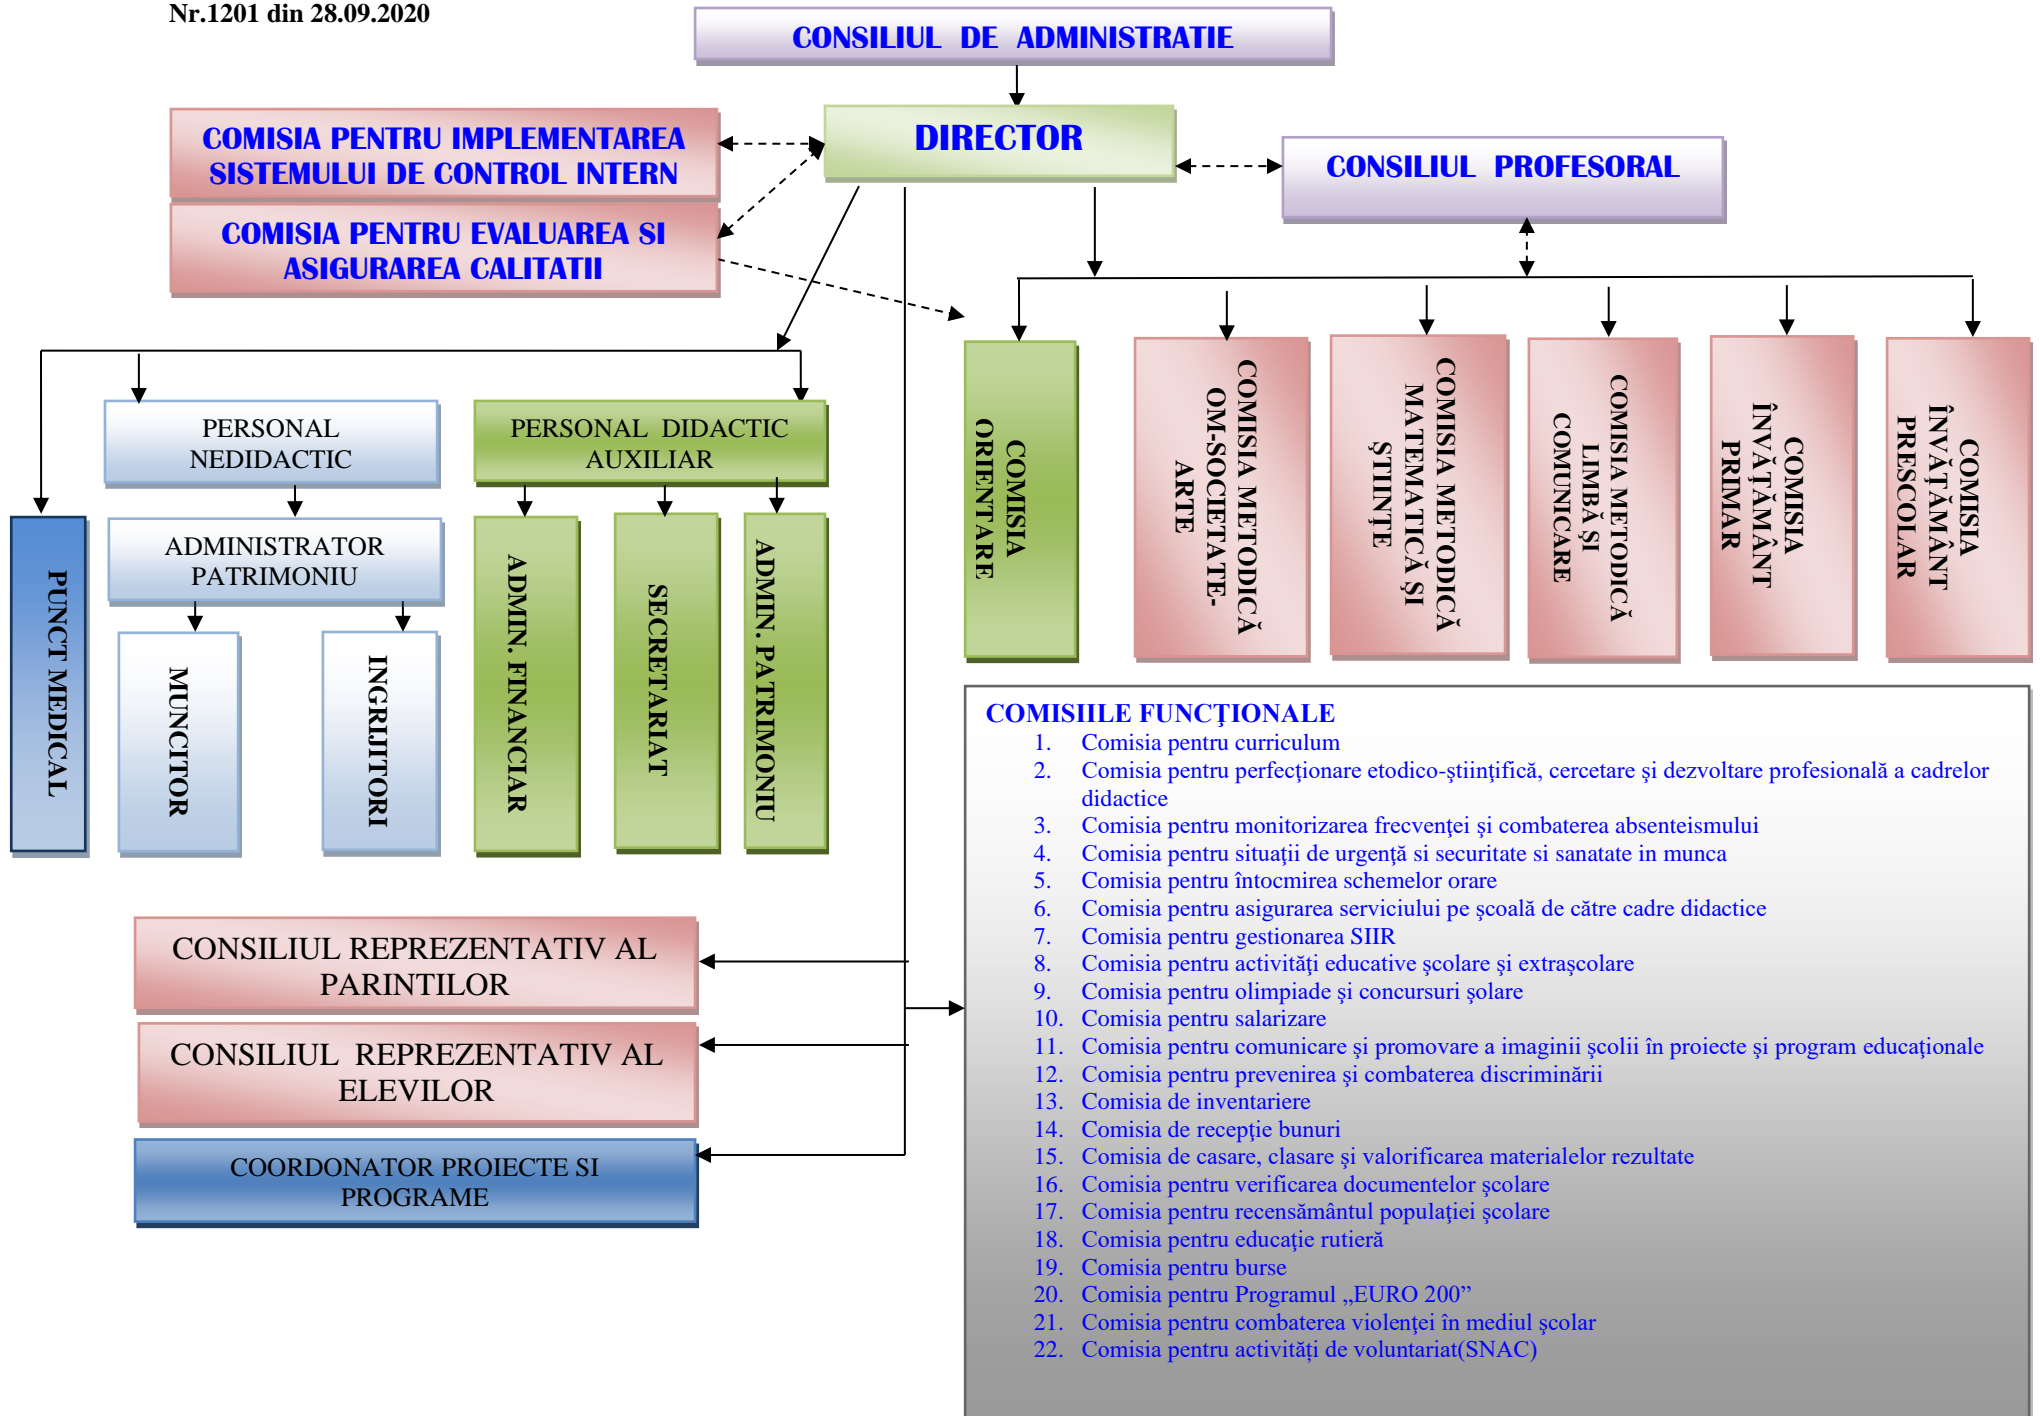 Nr.1201 din 28.09.2020
CONSILIUL DE ADMINISTRATIE
DIRECTOR
COMISIA PENTRU IMPLEMENTAREA
SISTEMULUI DE CONTROL INTERN
CONSILIUL PROFESORAL
COMISIA PENTRU EVALUAREA SI
ASIGURAREA CALITATII
PERSONAL
NEDIDACTIC
PERSONAL DIDACTIC
AUXILIAR
ADMINISTRATOR
PATRIMONIU
PUNCT MEDICAL
MUNCITOR
INGRIJITORI
ADMIN. FINANCIAR
SECRETARIAT
ADMIN. PATRIMONIU
COMISIA
ORIENTARE
COMISIA METODICĂ
OM-SOCIETATE-
ARTE
COMISIA METODICĂ
MATEMATICĂ ŞI
ŞTIINŢE
COMISIA METODICĂ
LIMBĂ ŞI
COMUNICARE
COMISIA
ÎNVĂŢĂMÂNT
PRIMAR
COMISIA
ÎNVĂŢĂMÂNT
PRESCOLAR
CONSILIUL REPREZENTATIV AL
PARINTILOR
CONSILIUL REPREZENTATIV AL
ELEVILOR
COORDONATOR PROIECTE SI
PROGRAME
COMISIILE FUNCŢIONALE
1. Comisia pentru curriculum
2. Comisia pentru perfecţionare etodico-ştiinţifică, cercetare şi dezvoltare profesională a cadrelor
didactice
3. Comisia pentru monitorizarea frecvenţei şi combaterea absenteismului
4. Comisia pentru situaţii de urgenţă si securitate si sanatate in munca
5. Comisia pentru întocmirea schemelor orare
6. Comisia pentru asigurarea serviciului pe şcoală de către cadre didactice
7. Comisia pentru gestionarea SIIR
8. Comisia pentru activităţi educative şcolare şi extraşcolare
9. Comisia pentru olimpiade şi concursuri şolare
10. Comisia pentru salarizare
11. Comisia pentru comunicare şi promovare a imaginii şcolii în proiecte şi program educaţionale
12. Comisia pentru prevenirea şi combaterea discriminării
13. Comisia de inventariere
14. Comisia de recepţie bunuri
15. Comisia de casare, clasare şi valorificarea materialelor rezultate
16. Comisia pentru verificarea documentelor şcolare
17. Comisia pentru recensământul populaţiei şcolare
18. Comisia pentru educaţie rutieră
19. Comisia pentru burse
20. Comisia pentru Programul „EURO 200”
21. Comisia pentru combaterea violenţei în mediul şcolar
22. Comisia pentru activități de voluntariat(SNAC)